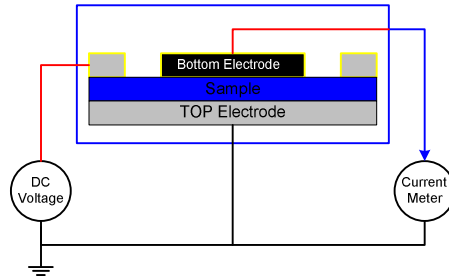 Bottom Electrode
Sample
TOP Electrode
DC
Voltage
Current
Meter